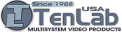 Since 1988
TenLab
USA
MULTISYSTEM VIDEO PRODUCTS